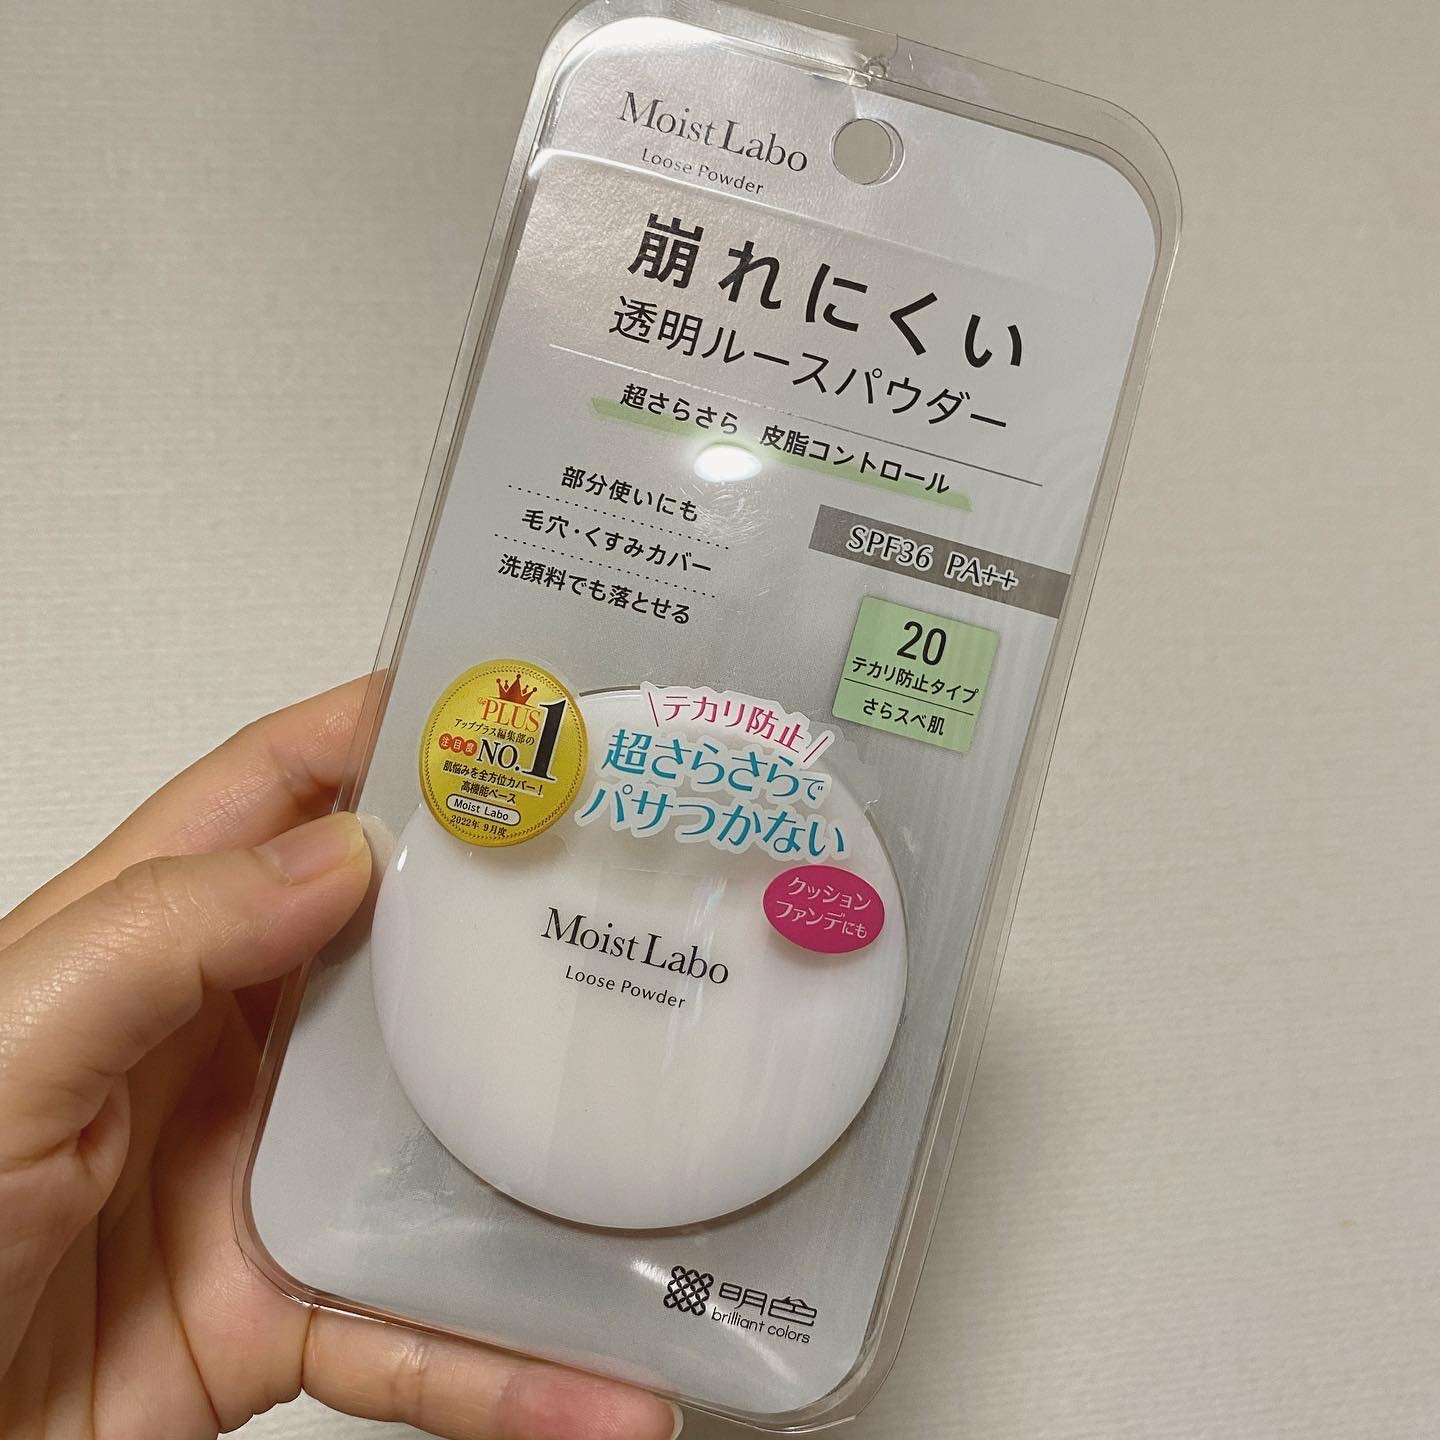 Moist Labo
Loose Powder
崩れにくい
透明ルースパウダー
超さらさら 皮脂コントロール
部分使いにも
毛穴・くすみカバー
洗顔料でも落とせる
SPF36 PA++
20
テカリ防止タイプ
さらスベ肌
PLUS
アッププラス編集部の
注目度
NO.1
肌悩みを全方位カバー!
高機能ベース
Moist Labo
2022年 9月度
\テカリ防止/
超さらさらで
パサつかない
クッション
ファンデにも
Moist Labo
Loose Powder
明色
brilliant colors